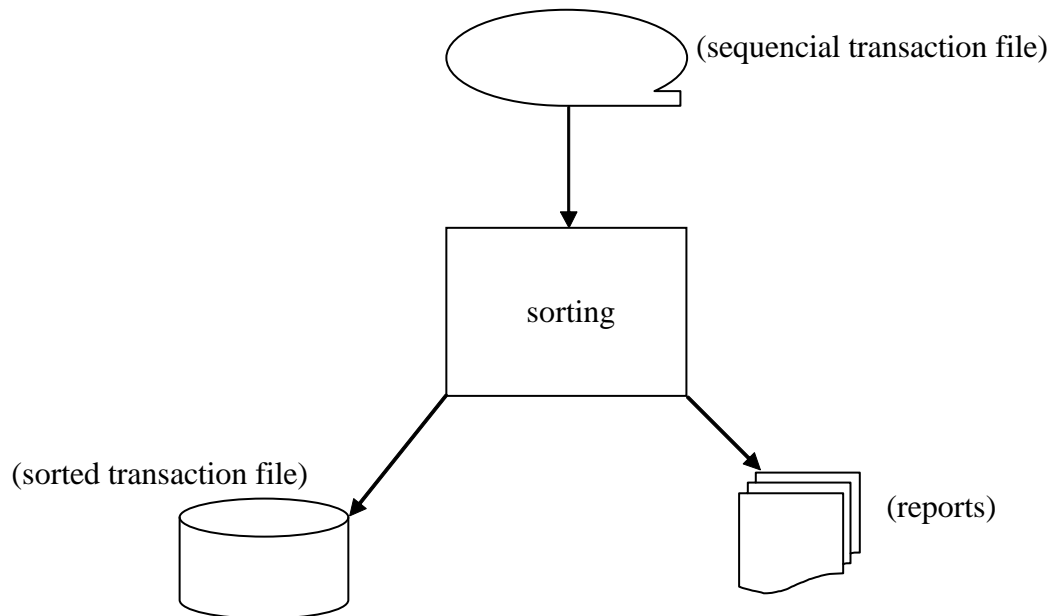 (sequencial transaction file)
sorting
(sorted transaction file)
(reports)